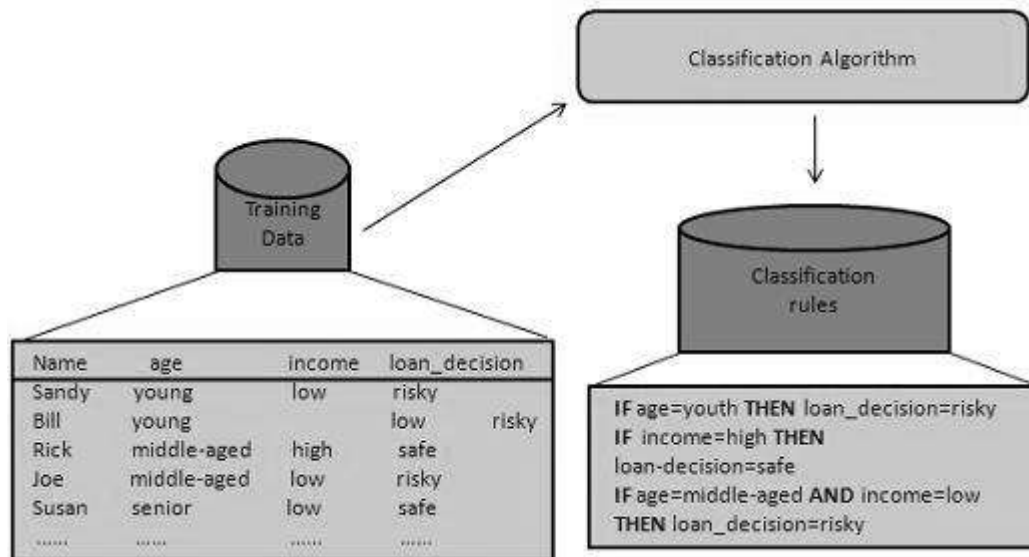 Classification Algorithm
Training
Data
Classification
rules
Name age income loan_decision
Sandy young low risky
Bill young low risky
Rick middle-aged high safe
Joe middle-aged low risky
Susan senior low safe
...... ...... ...... ......
IF age=youth THEN loan_decision=risky
IF income=high THEN
loan-decision=safe
IF age=middle-aged AND income=low
THEN loan_decision=risky